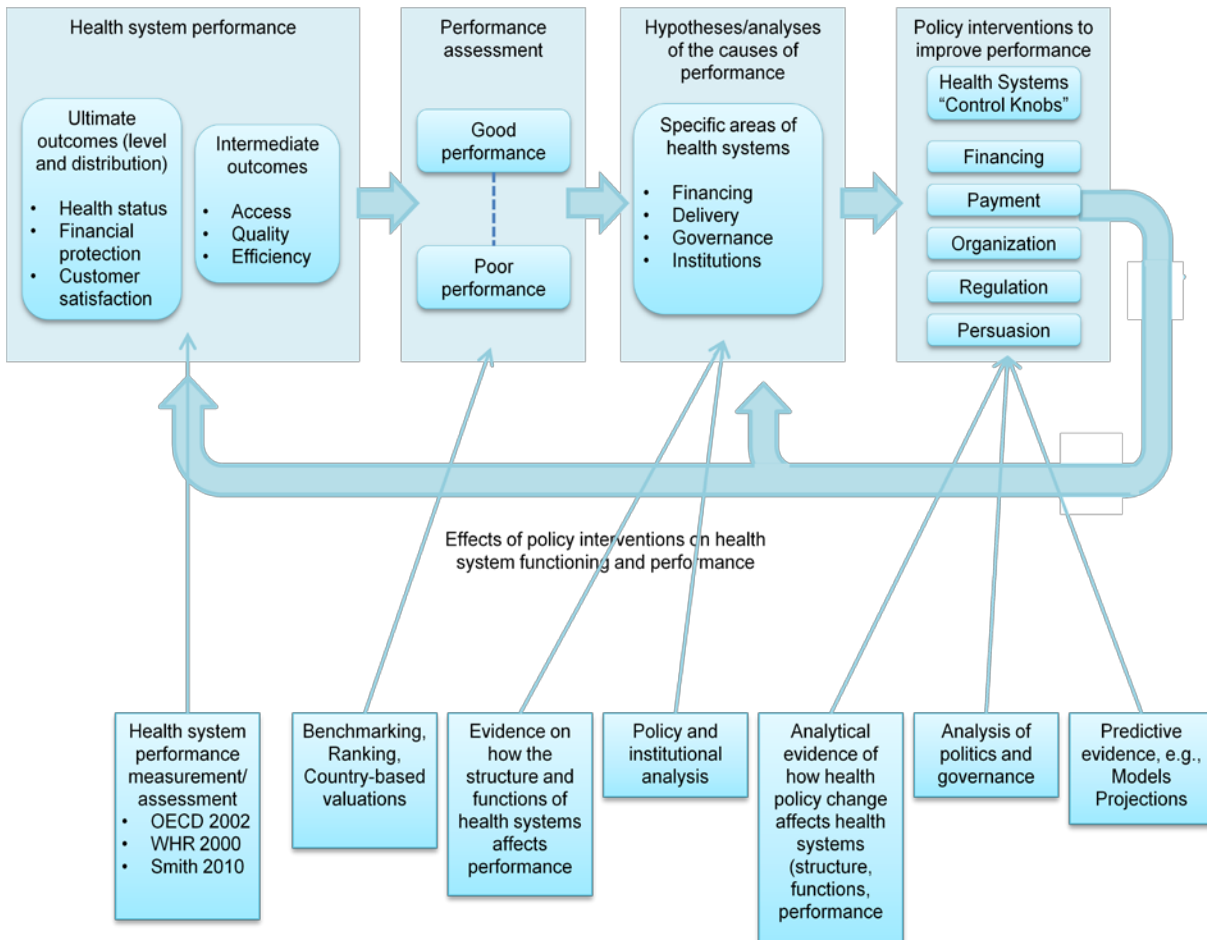 Health system performance
Ultimate
outcomes (level
and distribution)
• Health status
• Financial
protection
• Customer
satisfaction
Intermediate
outcomes
• Access
• Quality
• Efficiency
Performance
assessment
Good
performance
Poor
performance
Hypotheses/analyses
of the causes of
performance
Specific areas of
health systems
• Financing
• Delivery
• Governance
• Institutions
Policy interventions to
improve performance
Health Systems
“Control Knobs”
Financing
Payment
Organization
Regulation
Persuasion
Effects of policy interventions on health
system functioning and performance
Health system
performance
measurement/
assessment
• OECD 2002
• WHR 2000
• Smith 2010
Benchmarking,
Ranking,
Country-based
valuations
Evidence on
how the
structure and
functions of
health systems
affects
performance
Policy and
institutional
analysis
Analytical
evidence of
how health
policy change
affects health
systems
(structure,
functions,
performance
Analysis of
politics and
governance
Predictive
evidence, e.g.,
Models
Projections